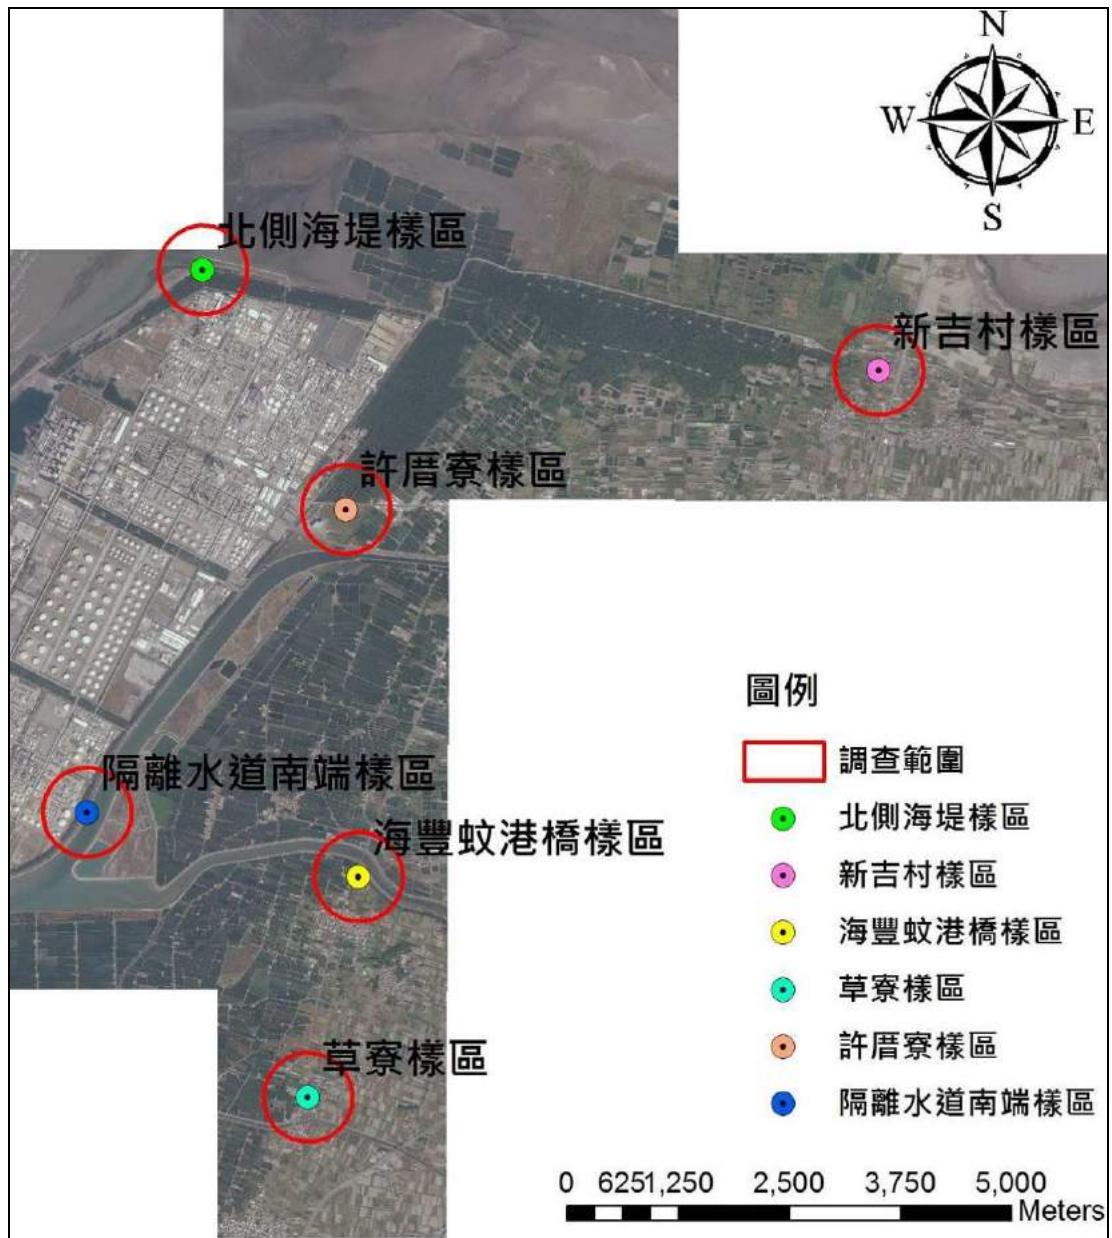 N
W E
S
北側海堤樣區
新吉村樣區
許厝寮樣區
隔離水道南端樣區
海豐蚊港橋樣區
草寮樣區
圖例
調查範圍
北側海堤樣區
新吉村樣區
海豐蚊港橋樣區
草寮樣區
許厝寮樣區
隔離水道南端樣區
0 6251,250 2,500 3,750 5,000
Meters